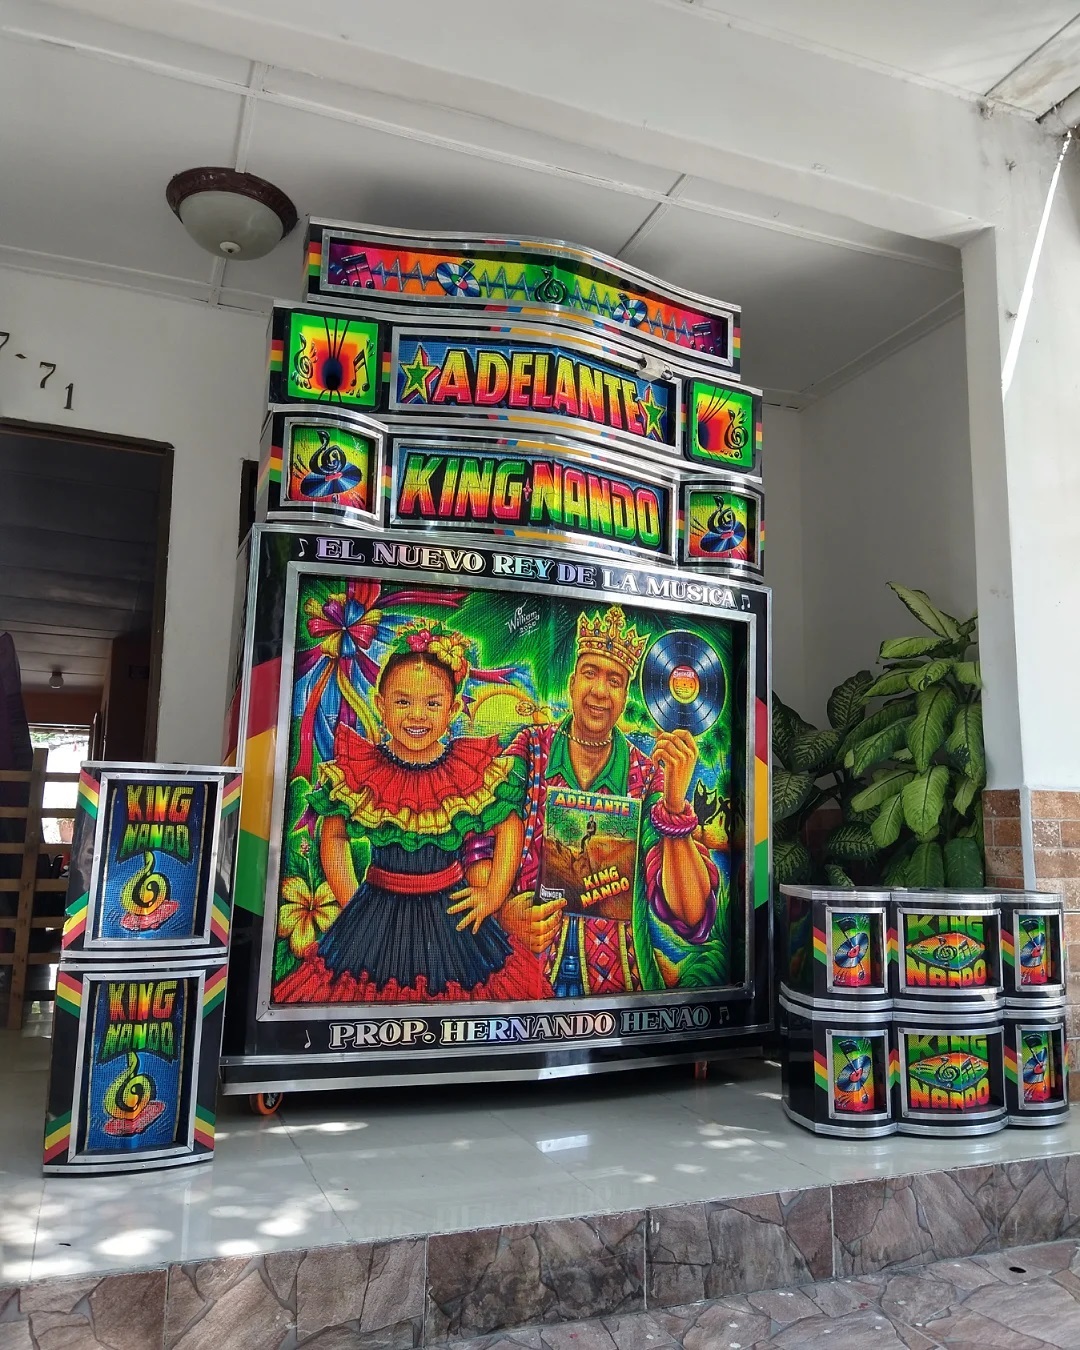 7-71
ADELANTE
KING NANDO
EL NUEVO REY DE LA MUSICA
William
ADELANTE
KING
NANDO
PROP. HERNANDO HENAO
KING
NANDO
KING
NANDO
KING
NANDO
KING
NANDO